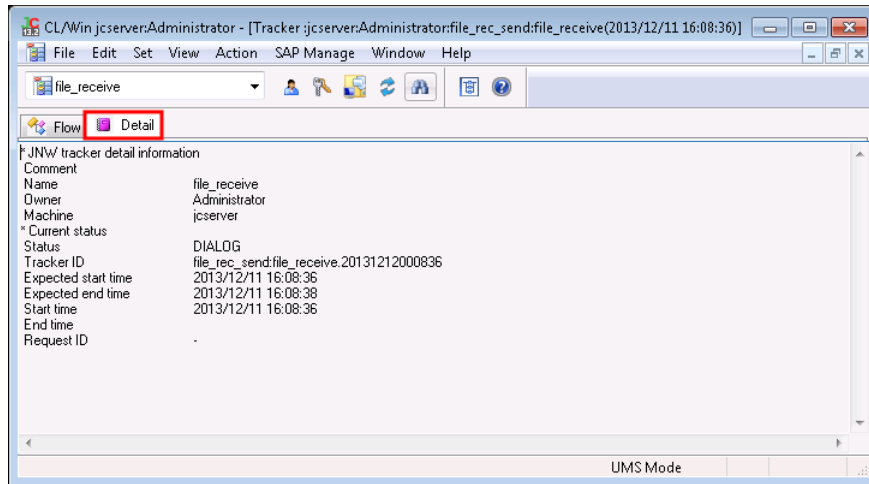 CL/Win jcserver:Administrator - [Tracker :jcserver:Administrator:file_rec_send:file_receive(2013/12/11 16:08:36)]
File Edit Set View Action SAP Manage Window Help
file_receive
Flow Detail
* JNW tracker detail information
Comment
Name file_receive
Owner Administrator
Machine jcserver
* Current status
Status DIALOG
Tracker ID file_rec_send:file_receive.20131212000836
Expected start time 2013/12/11 16:08:36
Expected end time 2013/12/11 16:08:38
Start time 2013/12/11 16:08:36
End time
Request ID -
UMS Mode